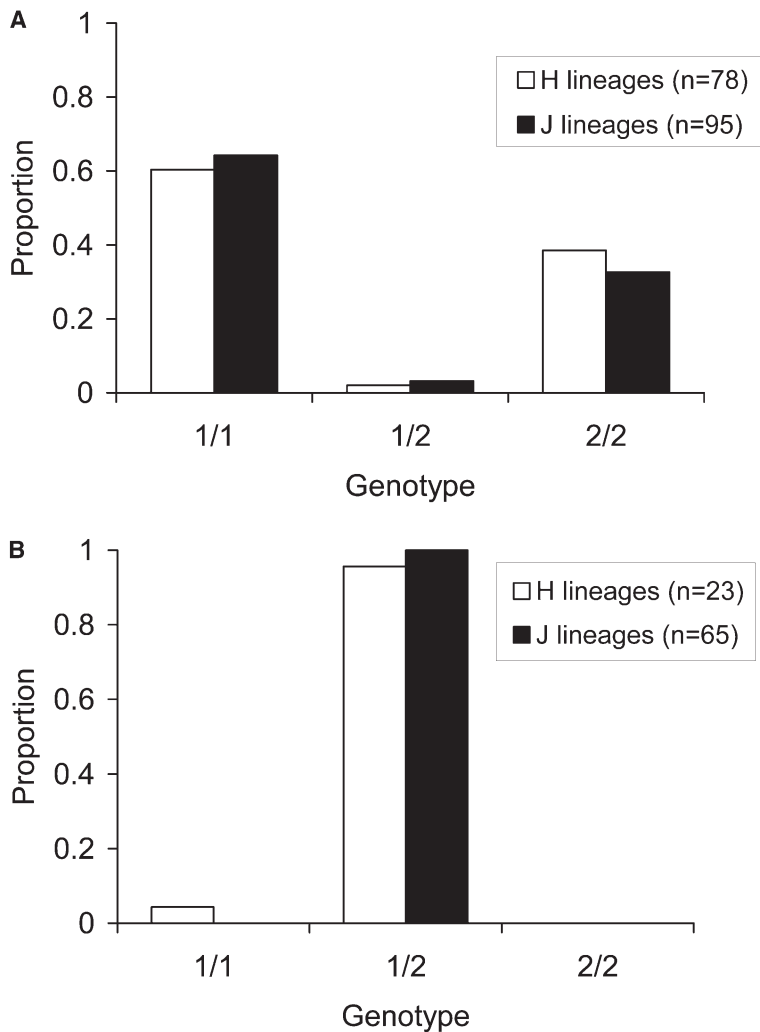 A
1
H lineages (n=78)
0.8
J lineages (n=95)
0.6
Proportion
0.4
0.2
0
1/1 1/2 2/2
Genotype
B
1
H lineages (n=23)
J lineages (n=65)
0.8
0.6
Proportion
0.4
0.2
0
1/1 1/2 2/2
Genotype